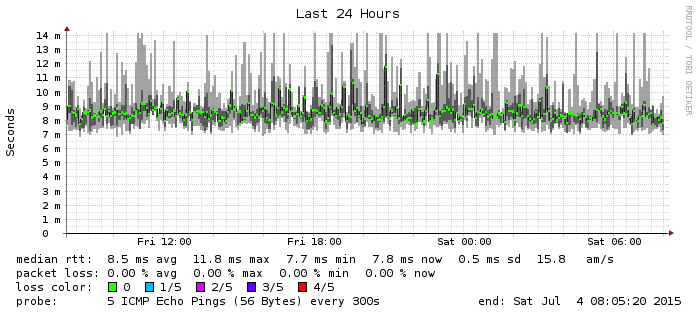 Last 24 Hours
RRDTOOL / TOBI OETIKER
Seconds
14 m
13 m
12 m
11 m
10 m
9 m
8 m
7 m
6 m
5 m
4 m
3 m
2 m
1 m
0
Fri 12:00 Fri 18:00 Sat 00:00 Sat 06:00
median rtt: 8.5 ms avg 11.8 ms max 7.7 ms min 7.8 ms now 0.5 ms sd 15.8 am/s
packet loss: 0.00 % avg 0.00 % max 0.00 % min 0.00 % now
loss color: 0 1/5 2/5 3/5 4/5
probe: 5 ICMP Echo Pings (56 Bytes) every 300s end: Sat Jul 4 08:05:20 2015